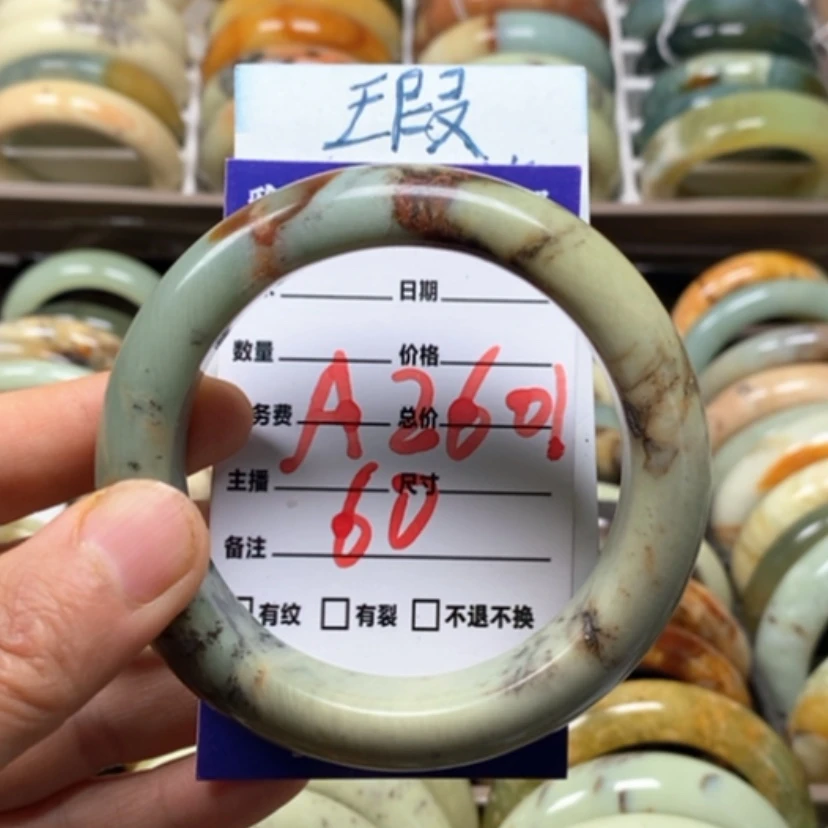 瑕
日期
数量 价格
务费 总价
A 26
主播 尺寸
60
备注
有纹 有裂 不退不换